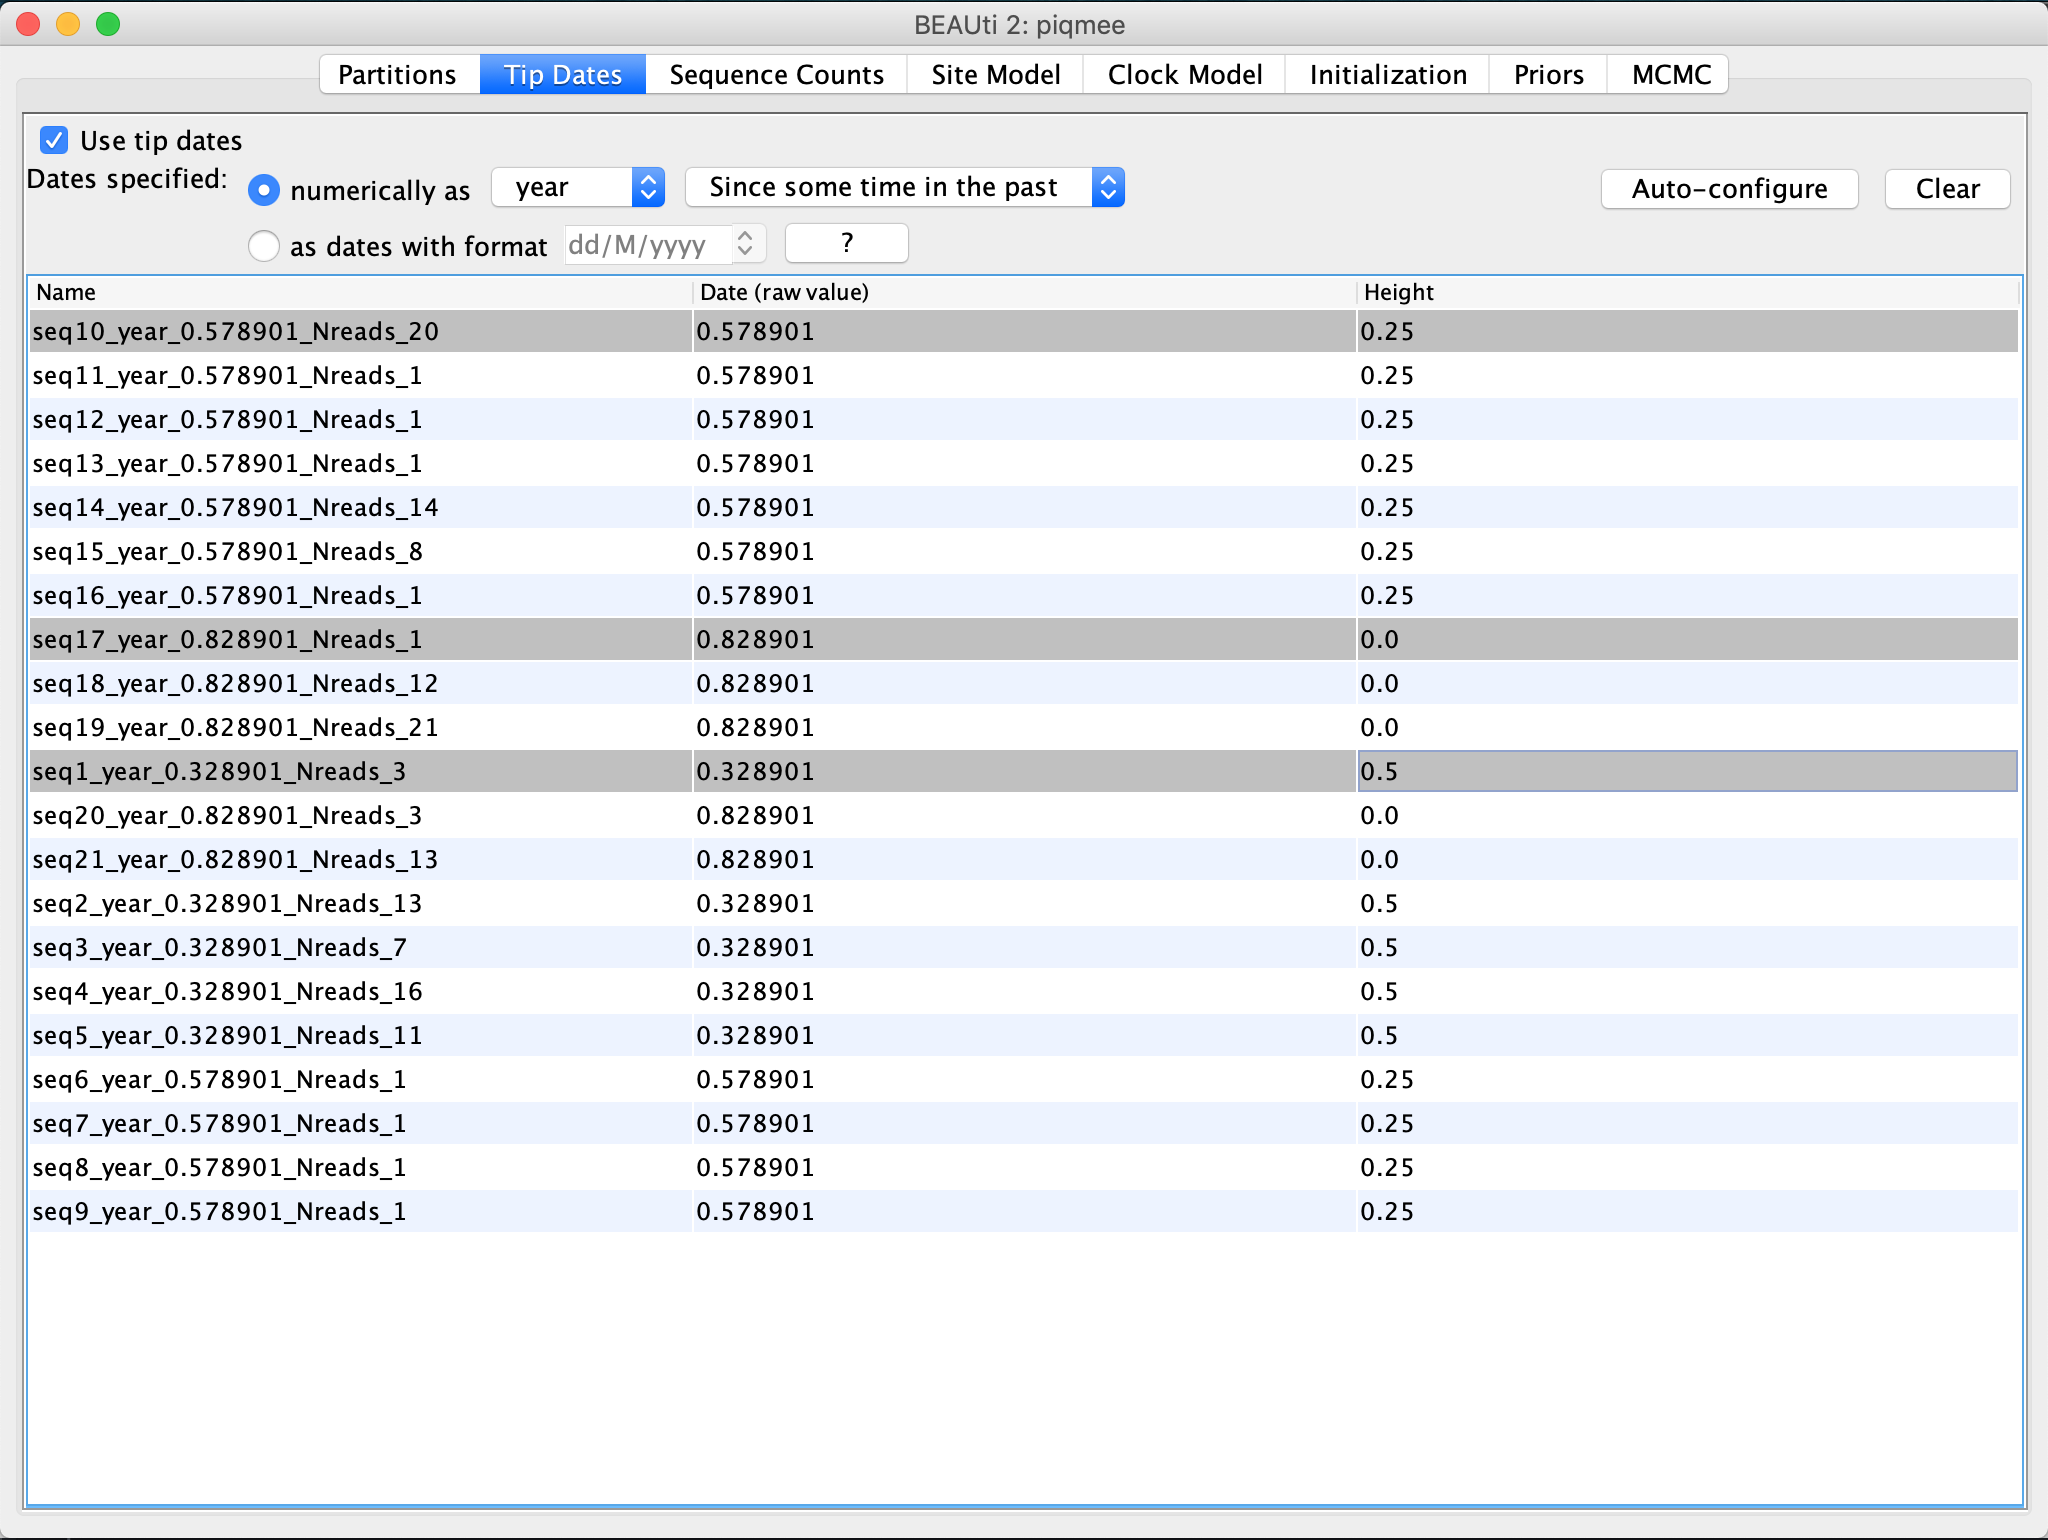 BEAUti 2: piqmee
Partitions Tip Dates Sequence Counts Site Model Clock Model Initialization Priors MCMC
Use tip dates
Dates specified: numerically as year Since some time in the past Auto-configure Clear
as dates with format dd/M/yyyy ?
Name Date (raw value) Height
seq10_year_0.578901_Nreads_20 0.578901 0.25
seq11_year_0.578901_Nreads_1 0.578901 0.25
seq12_year_0.578901_Nreads_1 0.578901 0.25
seq13_year_0.578901_Nreads_1 0.578901 0.25
seq14_year_0.578901_Nreads_14 0.578901 0.25
seq15_year_0.578901_Nreads_8 0.578901 0.25
seq16_year_0.578901_Nreads_1 0.578901 0.25
seq17_year_0.828901_Nreads_1 0.828901 0.0
seq18_year_0.828901_Nreads_12 0.828901 0.0
seq19_year_0.828901_Nreads_21 0.828901 0.0
seq1_year_0.328901_Nreads_3 0.328901 0.5
seq20_year_0.828901_Nreads_3 0.828901 0.0
seq21_year_0.828901_Nreads_13 0.828901 0.0
seq2_year_0.328901_Nreads_13 0.328901 0.5
seq3_year_0.328901_Nreads_7 0.328901 0.5
seq4_year_0.328901_Nreads_16 0.328901 0.5
seq5_year_0.328901_Nreads_11 0.328901 0.5
seq6_year_0.578901_Nreads_1 0.578901 0.25
seq7_year_0.578901_Nreads_1 0.578901 0.25
seq8_year_0.578901_Nreads_1 0.578901 0.25
seq9_year_0.578901_Nreads_1 0.578901 0.25